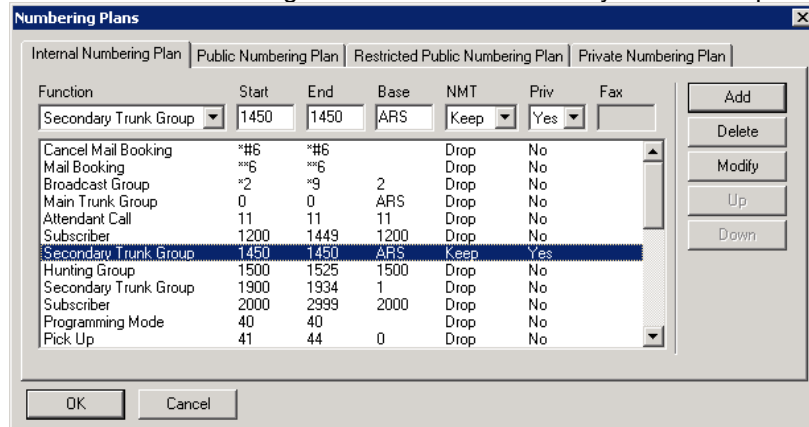 Numbering Plans
Internal Numbering Plan Public Numbering Plan Restricted Public Numbering Plan Private Numbering Plan
Function Start End Base NMT Priv Fax
Secondary Trunk Group 1450 1450 ARS Keep Yes
Add
Delete
Modify
Up
Down
Cancel Mail Booking *#6 *#6 Drop No
Mail Booking **6 **6 Drop No
Broadcast Group *2 *9 2 Drop No
Main Trunk Group 0 0 ARS Drop No
Attendant Call 11 11 11 Drop No
Subscriber 1200 1449 1200 Drop No
Secondary Trunk Group 1450 1450 ARS Keep Yes
Hunting Group 1500 1525 1500 Drop No
Secondary Trunk Group 1900 1934 1 Drop No
Subscriber 2000 2999 2000 Drop No
Programming Mode 40 40 Drop No
Pick Up 41 44 0 Drop No
OK Cancel